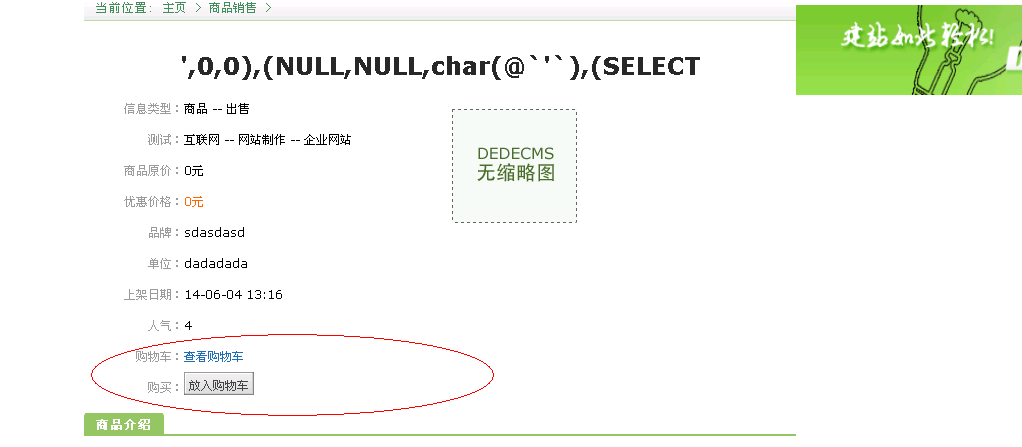 当前位置: 主页 > 商品销售 >
建站如此轻松!
',0,0),(NULL,NULL,char(@`'`),(SELECT
信息类型：商品 -- 出售
测试：互联网 -- 网站制作 -- 企业网站
商品原价：0元
优惠价格：0元
品牌：sdasdasd
单位：dadadada
上架日期：14-06-04 13:16
人气：4
购物车：查看购物车
购买：放入购物车
DEDECMS
无缩略图
商品介绍